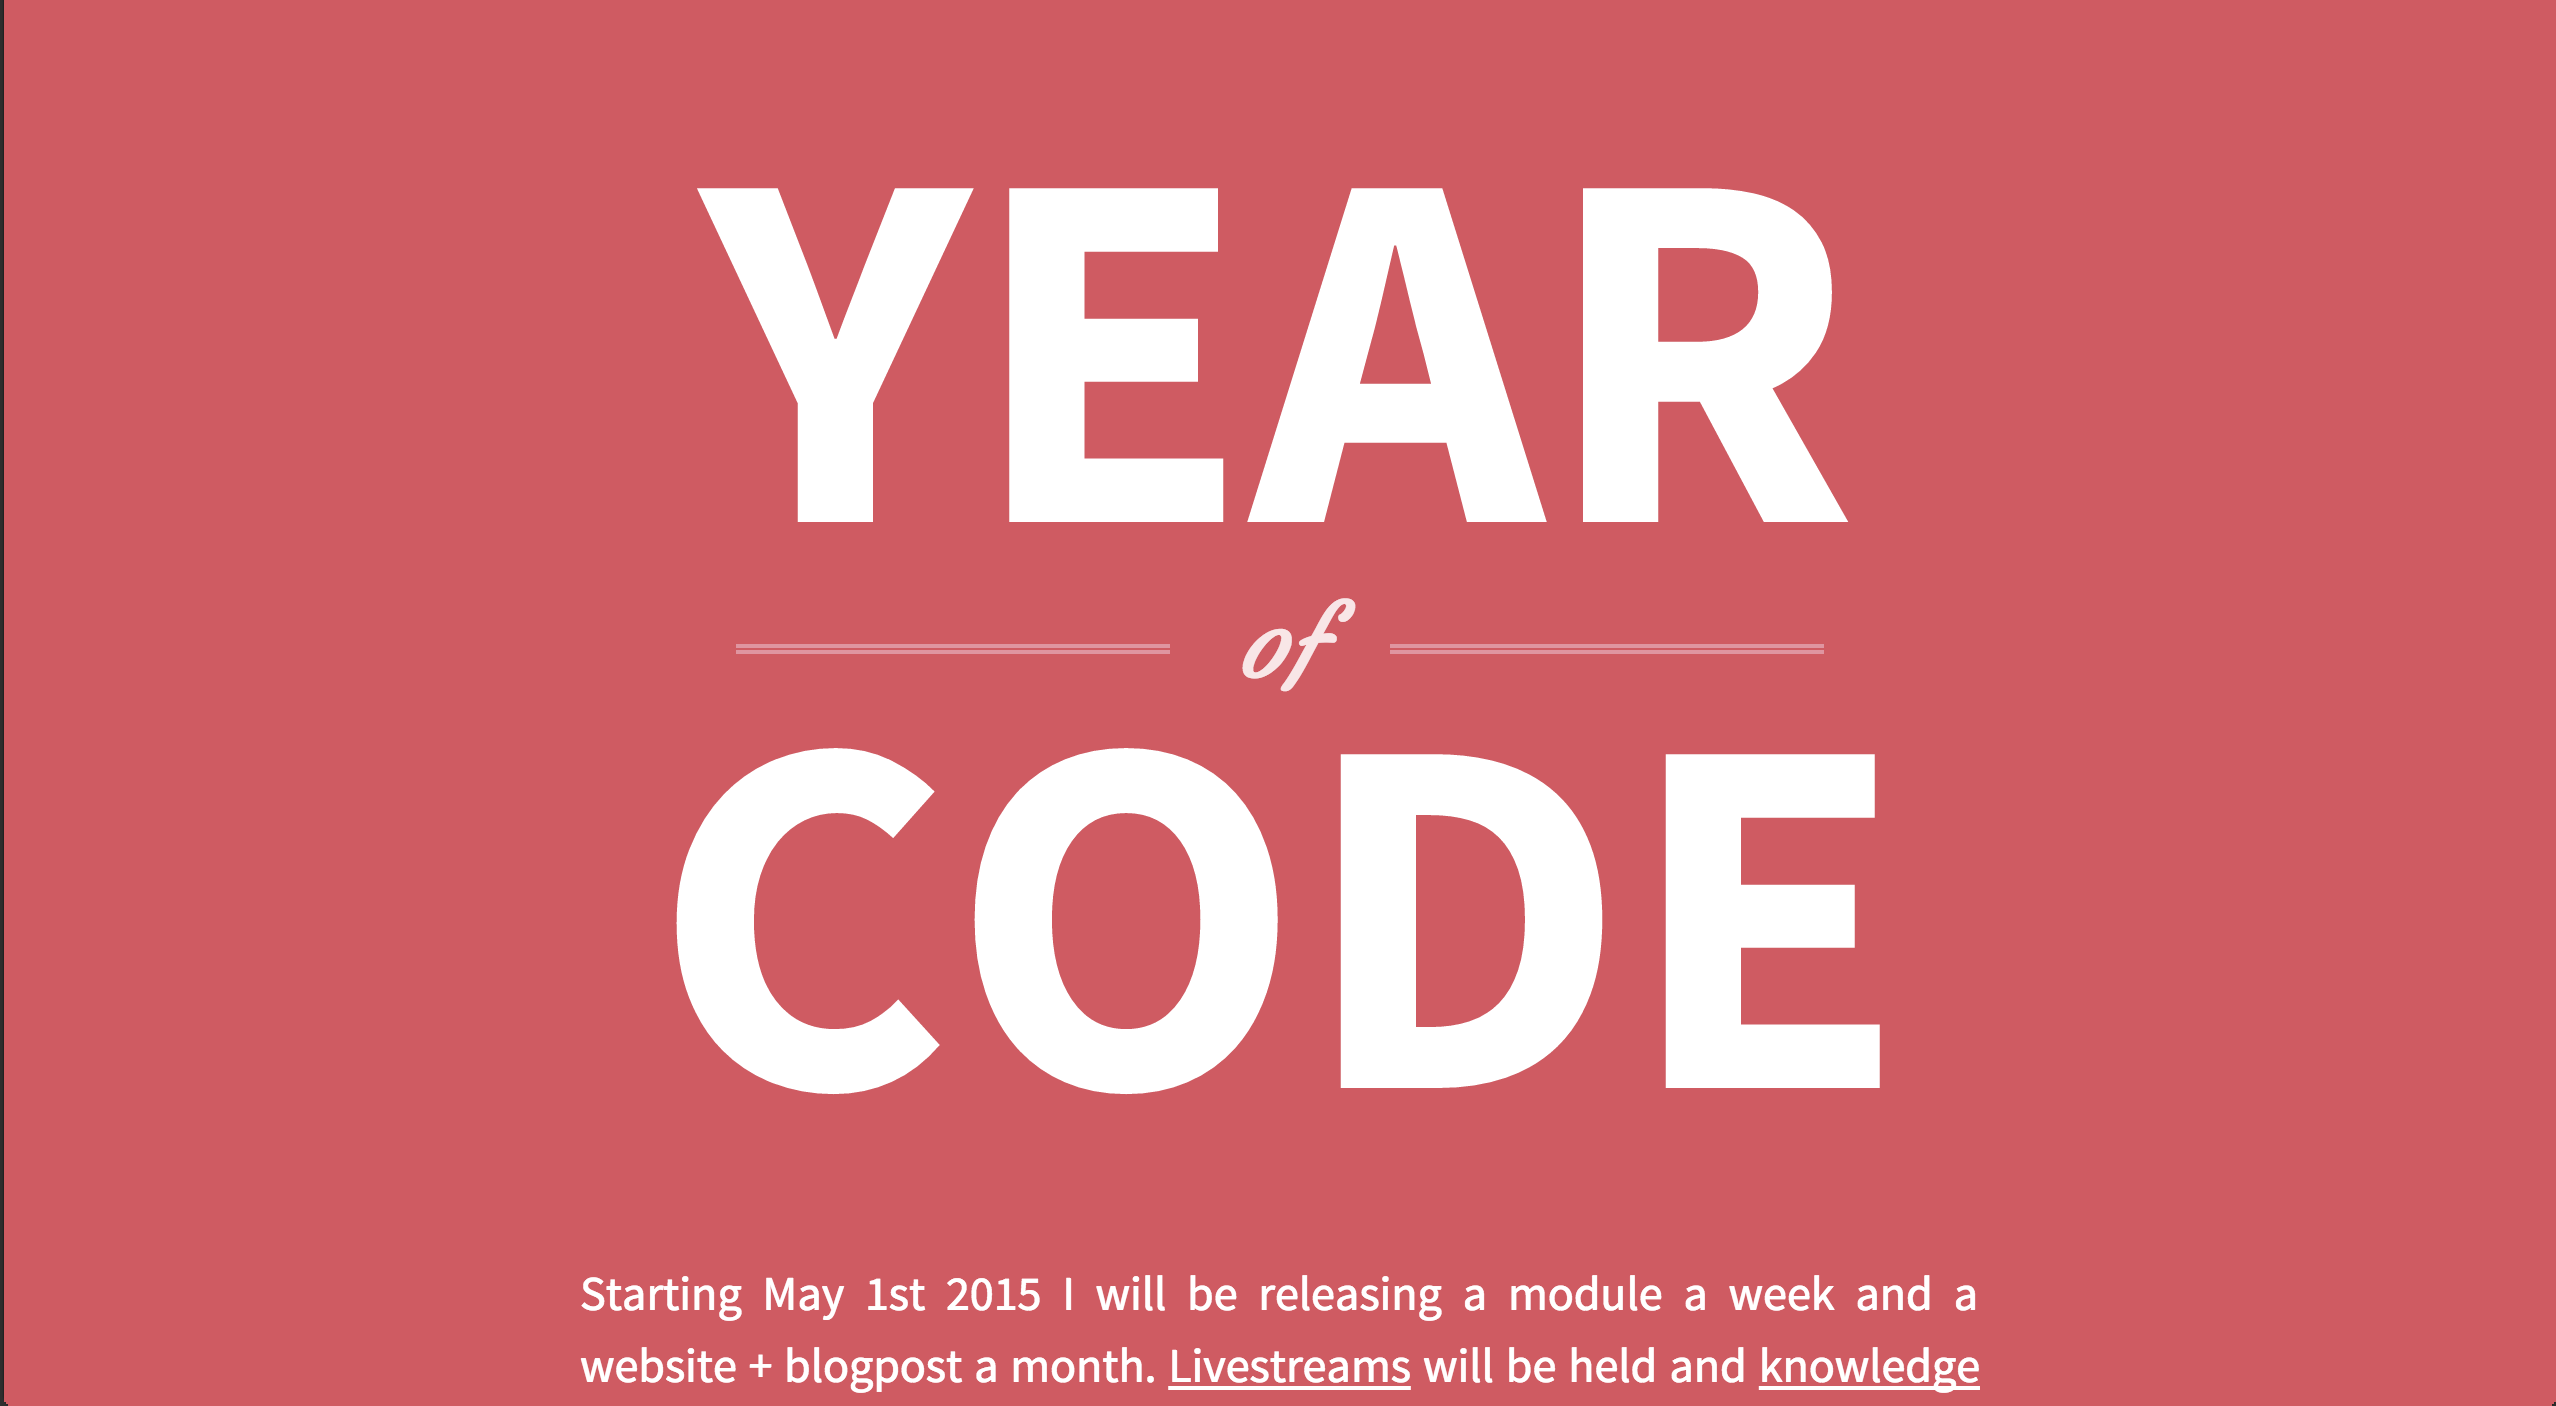 YEAR
of
CODE
Starting May 1st 2015 I will be releasing a module a week and a
website + blogpost a month. Livestreams will be held and knowledge